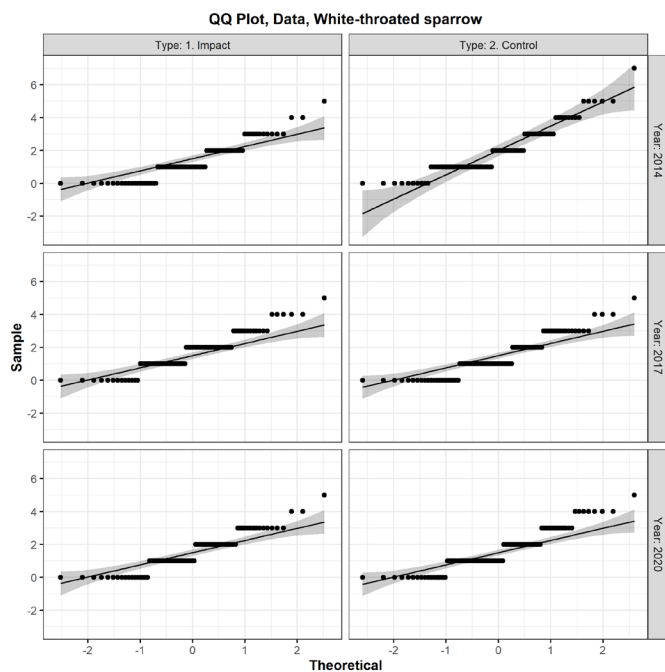 QQ Plot, Data, White-throated sparrow
Type: 1. Impact
Type: 2. Control
6
4
2
0
-2
Year: 2014
6
4
2
0
-2
Year: 2017
6
4
2
0
-2
Year: 2020
Sample
-2 -1 0 1 2
-2 -1 0 1 2
Theoretical